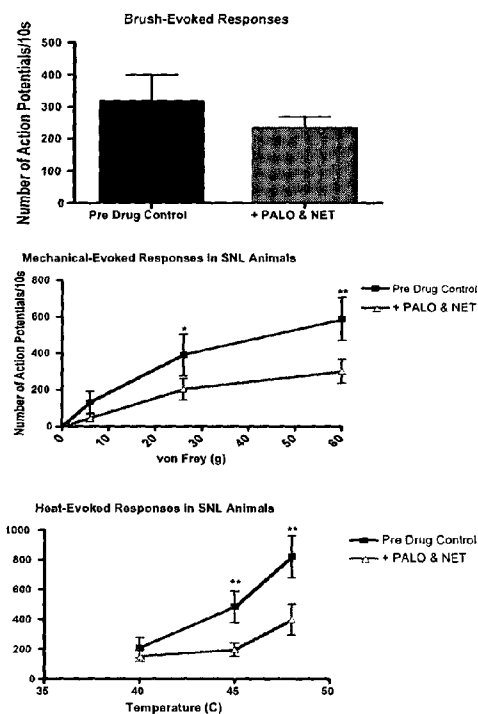 Brush-Evoked Responses
Number of Action Potentials/10s
500
400
300
200
100
0
Pre Drug Control
+ PALO & NET
Mechanical-Evoked Responses in SNL Animals
Number of Action Potentials/10s
800
600
400
200
0
*
**
Pre Drug Control
+ PALO & NET
0 10 20 30 40 50 60
von Frey (g)
Heat-Evoked Responses in SNL Animals
1000
800
600
400
200
0
**
**
Pre Drug Control
+ PALO & NET
35 40 45 50
Temperature (C)